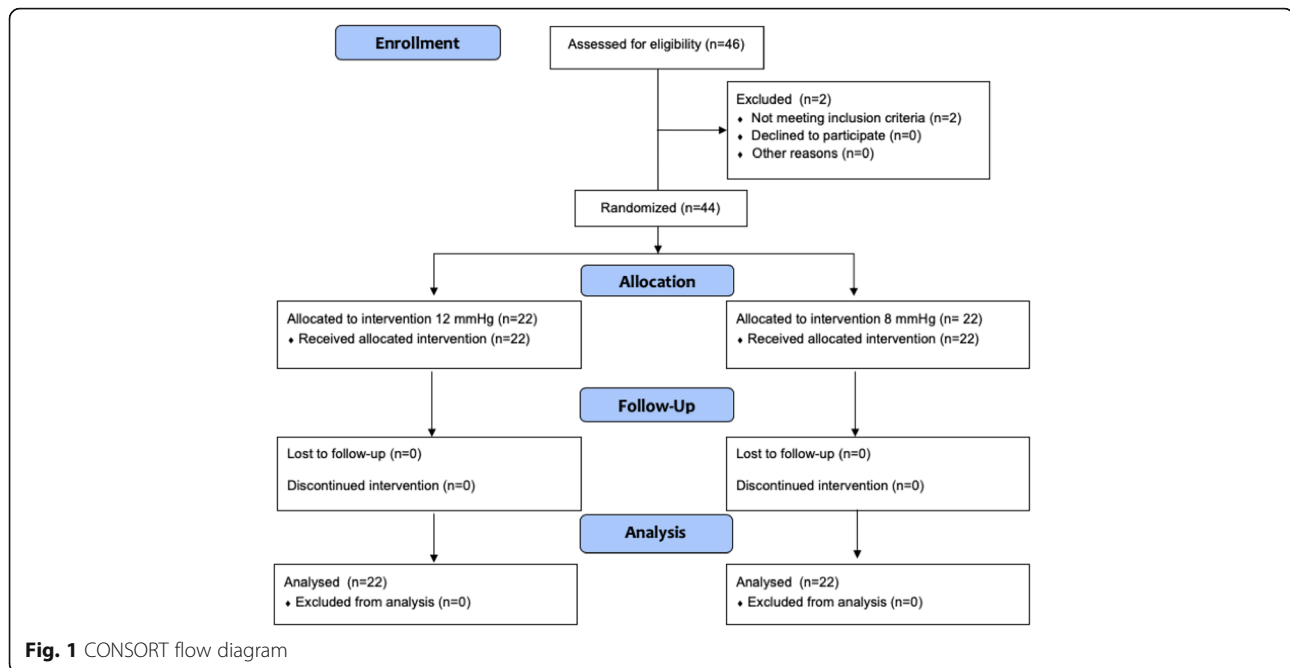 Enrollment
Assessed for eligibility (n=46)
Excluded (n=2)
♦ Not meeting inclusion criteria (n=2)
♦ Declined to participate (n=0)
♦ Other reasons (n=0)
Randomized (n=44)
Allocation
Allocated to intervention 12 mmHg (n=22)
♦ Received allocated intervention (n=22)
Allocated to intervention 8 mmHg (n= 22)
♦ Received allocated intervention (n=22)
Follow-Up
Lost to follow-up (n=0)
Discontinued intervention (n=0)
Lost to follow-up (n=0)
Discontinued intervention (n=0)
Analysis
Analysed (n=22)
♦ Excluded from analysis (n=0)
Analysed (n=22)
♦ Excluded from analysis (n=0)
Fig. 1 CONSORT flow diagram